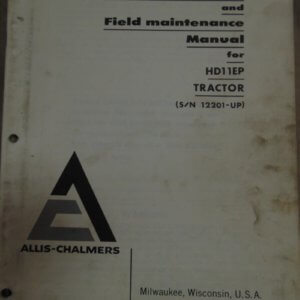 and
Field maintenance
Manual
for
HD11EP
TRACTOR
(S/N 12201-UP)
ALLIS-CHALMERS
Milwaukee, Wisconsin, U.S.A.